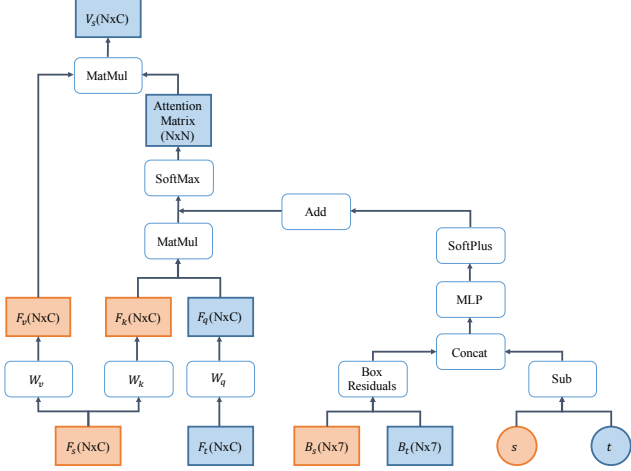 V_s(NxC)
MatMul
Attention
Matrix
(NxN)
SoftMax
Add
MatMul
SoftPlus
F_v(NxC)
F_k(NxC)
F_q(NxC)
MLP
Concat
W_v
W_k
W_q
Box
Residuals
Sub
F_s(NxC)
F_t(NxC)
B_s(Nx7)
B_t(Nx7)
s
t